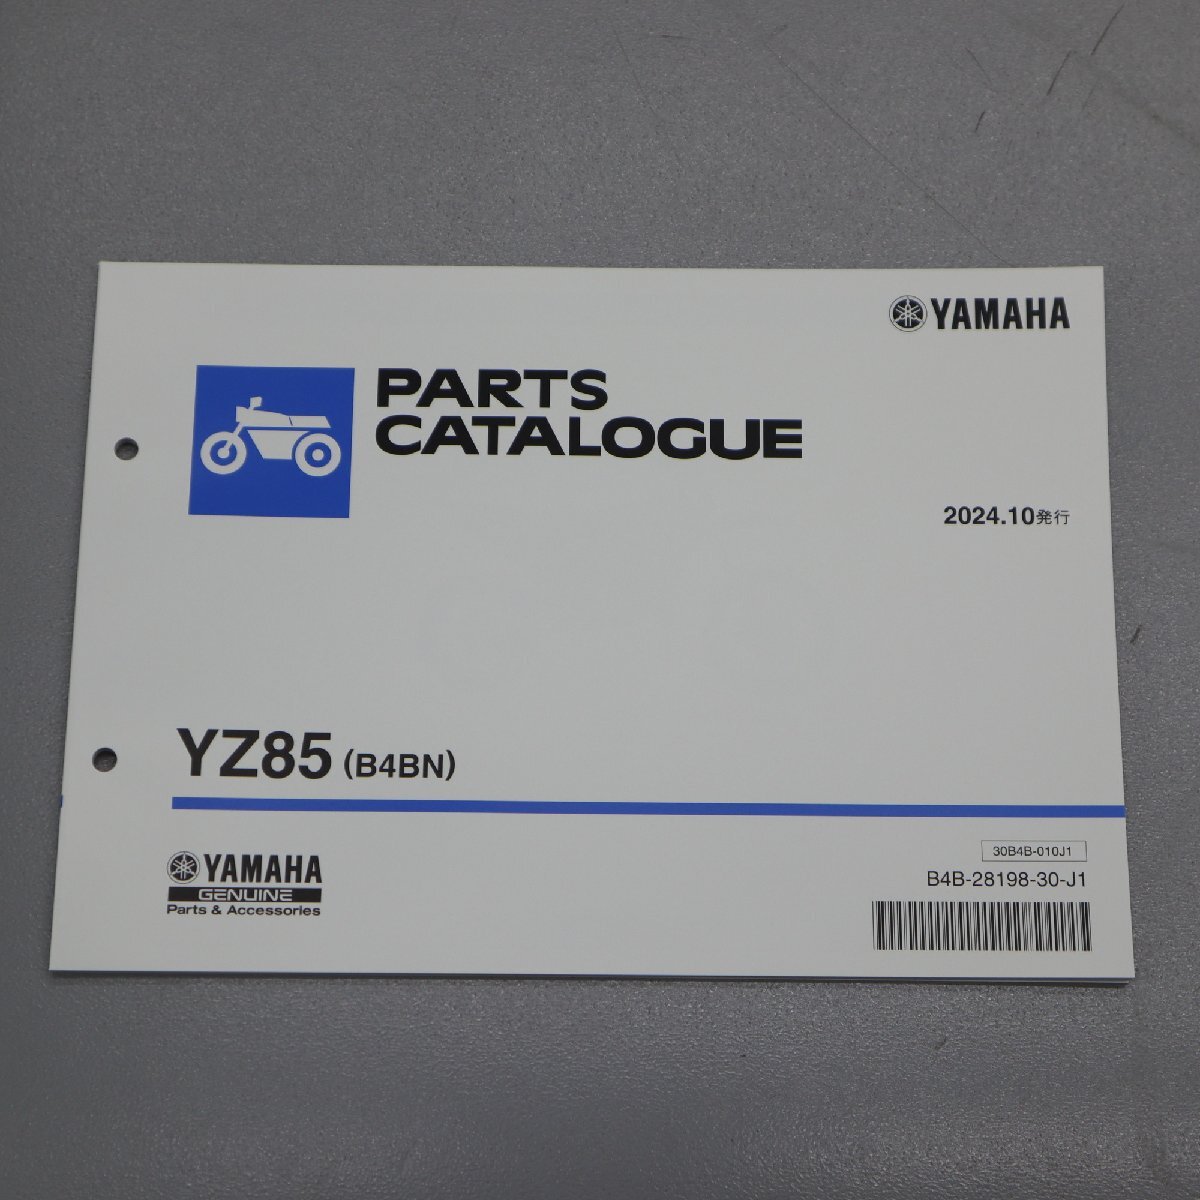 YAMAHA
PARTS
CATALOGUE
2024.10発行
YZ85 (B4BN)
30B4B-010J1
B4B-28198-30-J1
YAMAHA
GENUINE
Parts & Accessories